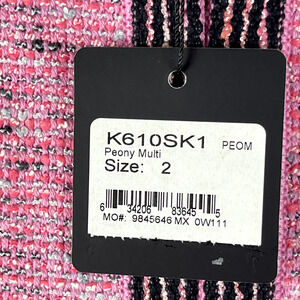 K610SK1 PEOM
Peony Multi
Size: 2
6 34206 83645 5
MO#: 9845646 MX 0W111